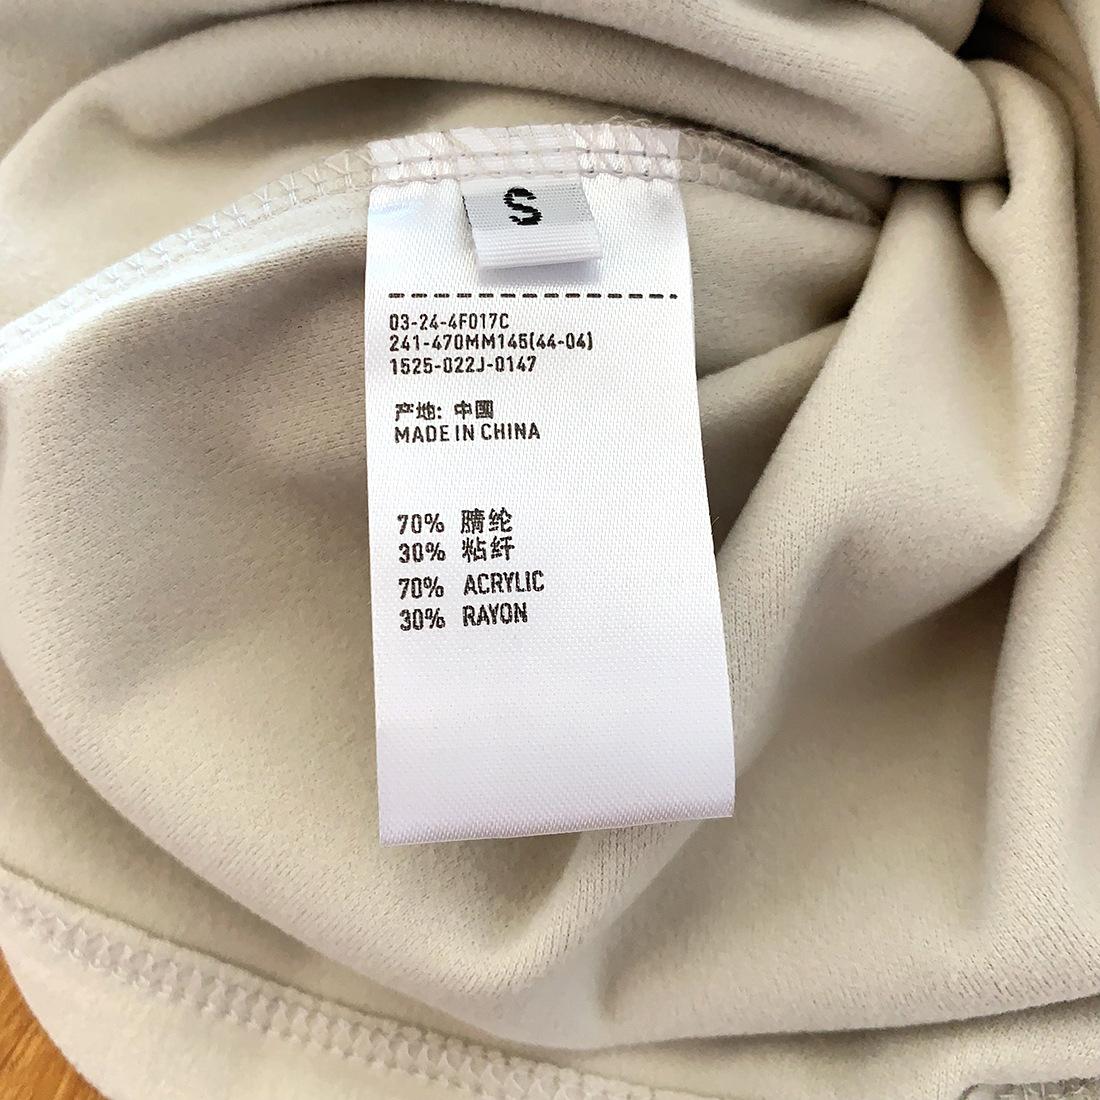 S
03-24-4F017C
241-470MM145(44-04)
1525-022J-0147
产地: 中國
MADE IN CHINA
70% 腈纶
30% 粘纤
70% ACRYLIC
30% RAYON